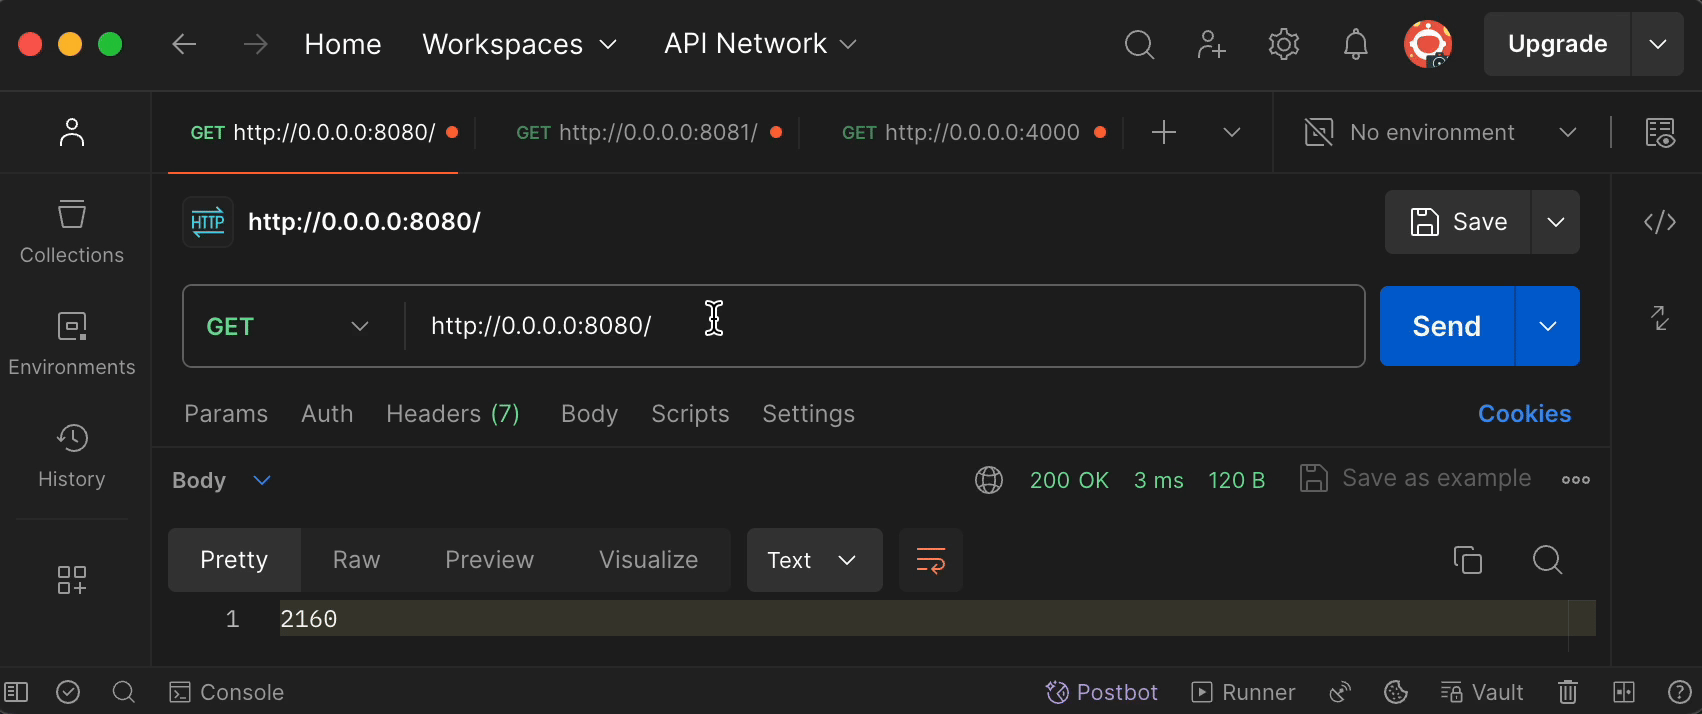 Home Workspaces API Network Upgrade
GET http://0.0.0.0:8080/ GET http://0.0.0.0:8081/ GET http://0.0.0.0:4000 No environment
HTTP http://0.0.0.0:8080/ Save
Collections
GET http://0.0.0.0:8080/ Send
Environments
Params Auth Headers (7) Body Scripts Settings Cookies
History
Body 200 OK 3 ms 120 B Save as example
Pretty Raw Preview Visualize Text
1 2160
Console Postbot Runner Vault